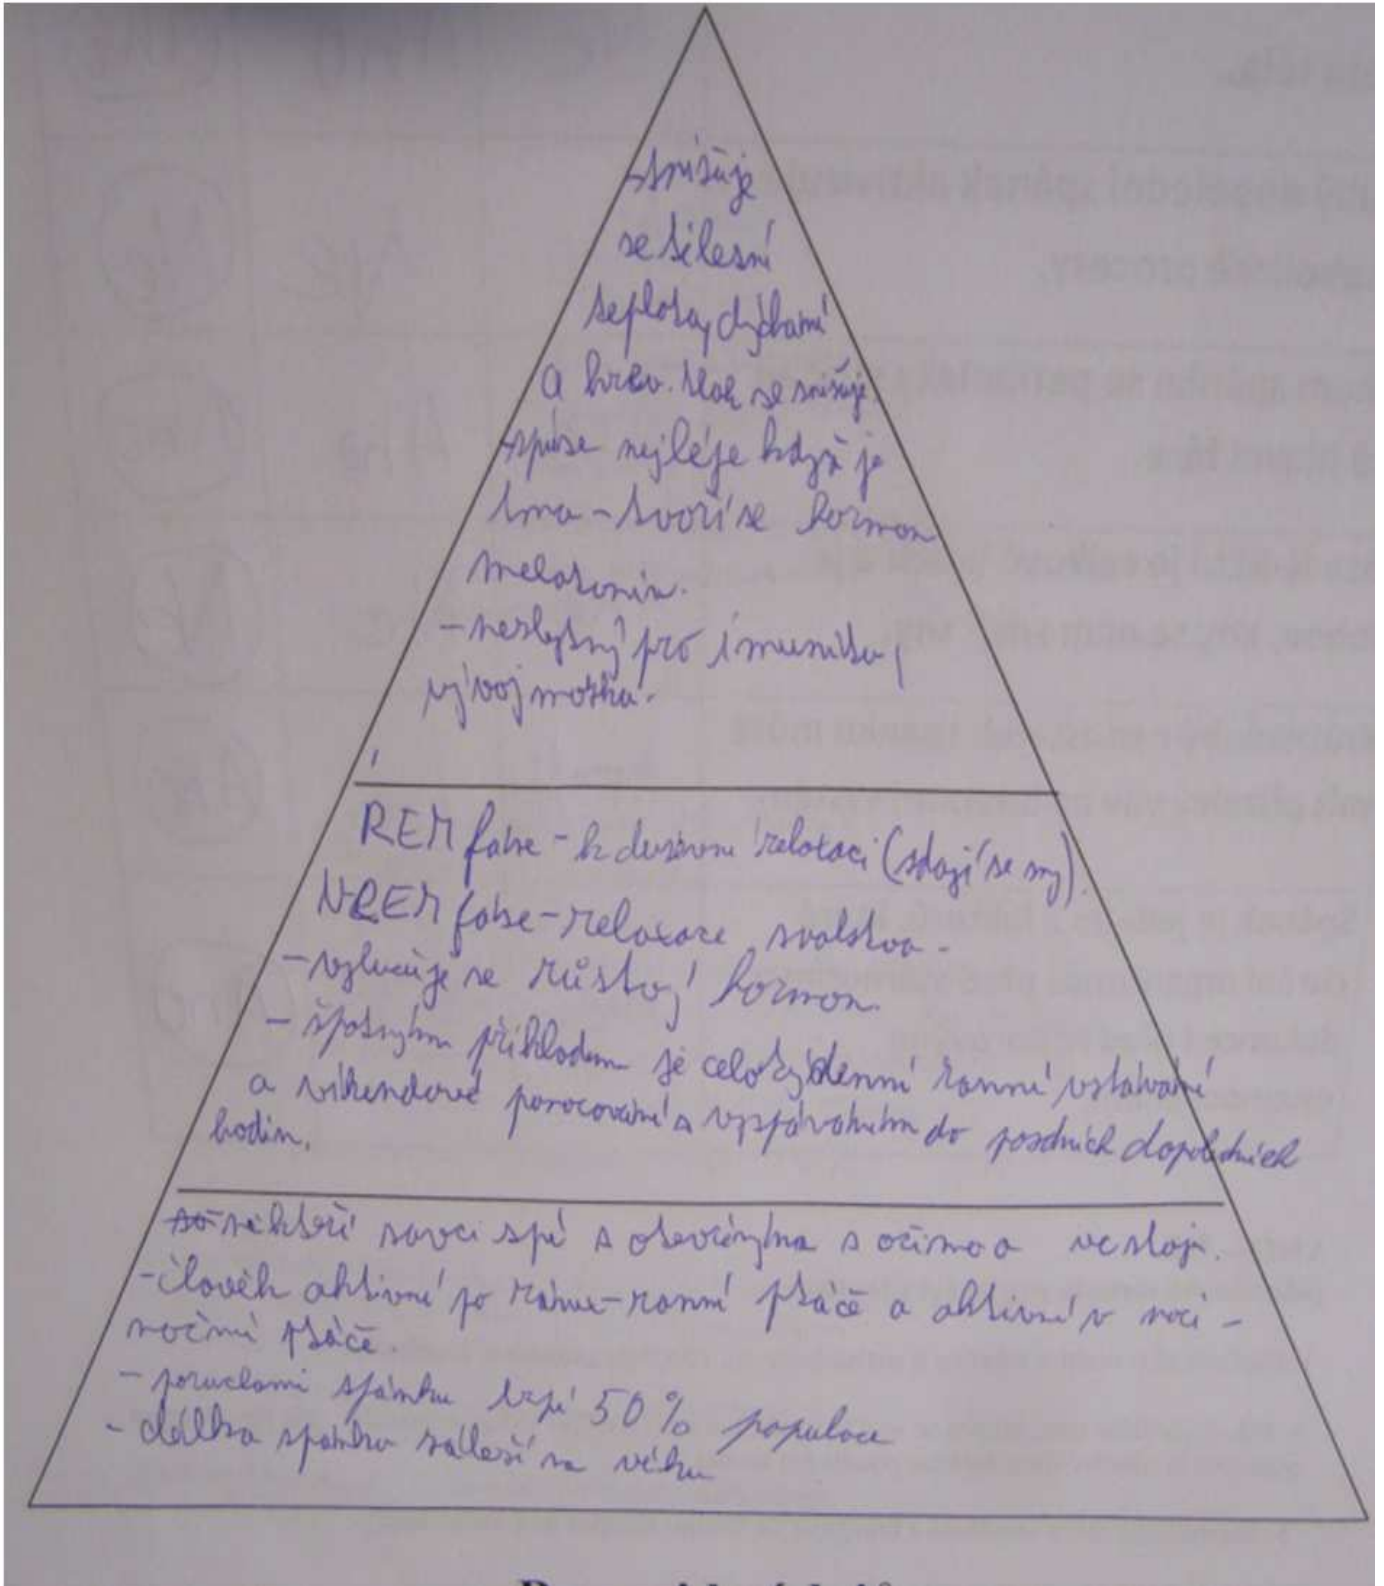 -snižuje
se tělesní
teplota, dýchaní
a krev. tlak se snižuje
-spíse nejlépe když je
tma - tvoří se hormon
melatonin.
-nezbytný pro imunitu,
vývoj mozku.
REM fáze - k duševní relaxaci (zdají se sny).
NREM fáze - relaxace svalstva -
- vylučuje se růstový hormon.
- špatným příkladem je celotýdenní ranní vstávání
a víkendové ponocování s vyspáváním do pozdních dopoledních
hodin.
někteří savci spí s otevřenýma s očima a ve stoje.
- člověk aktivní po ránu - ranní ptáče a aktivní v noci -
noční ptáče.
- poruchami spánku trpí 50% populace
- délka spánku záleží na věku